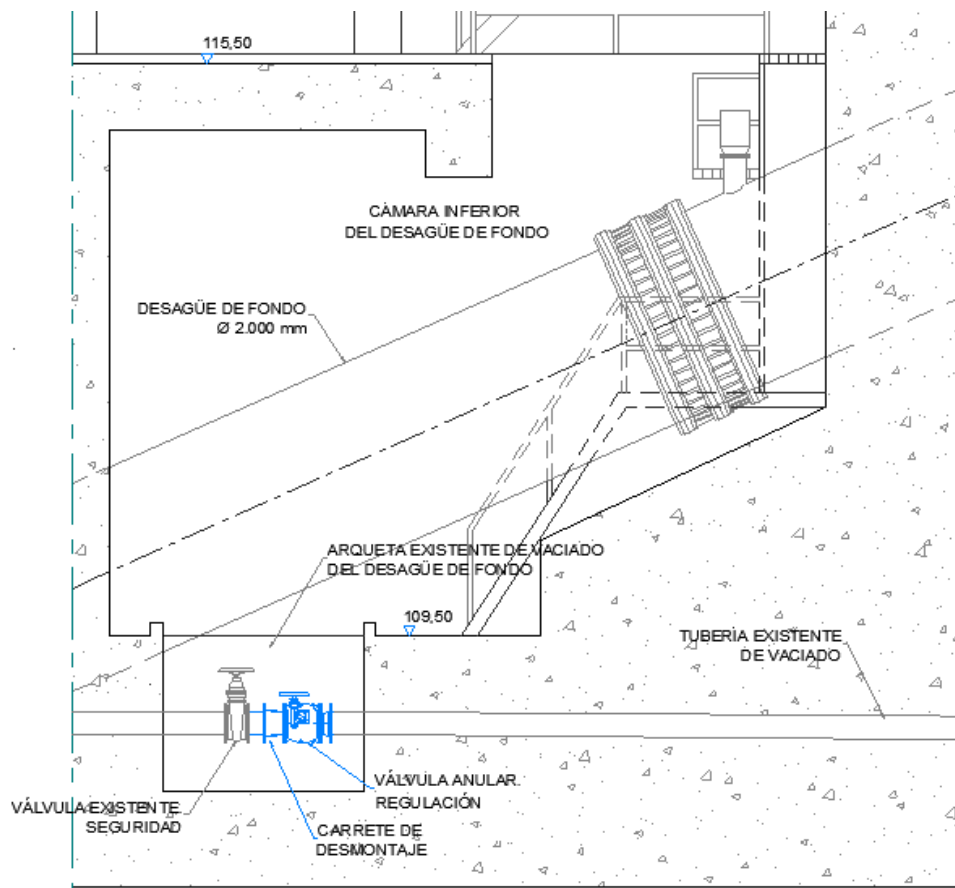 115,50
CÁMARA INFERIOR
DEL DESAGÜE DE FONDO
DESAGÜE DE FONDO
Ø 2.000 mm
ARQUETA EXISTENTE DE VACIADO
DEL DESAGÜE DE FONDO
109,50
TUBERÍA EXISTENTE
DE VACIADO
VÁLVULA ANULAR
REGULACIÓN
VÁLVULA EXISTENTE
SEGURIDAD
CARRETE DE
DESMONTAJE